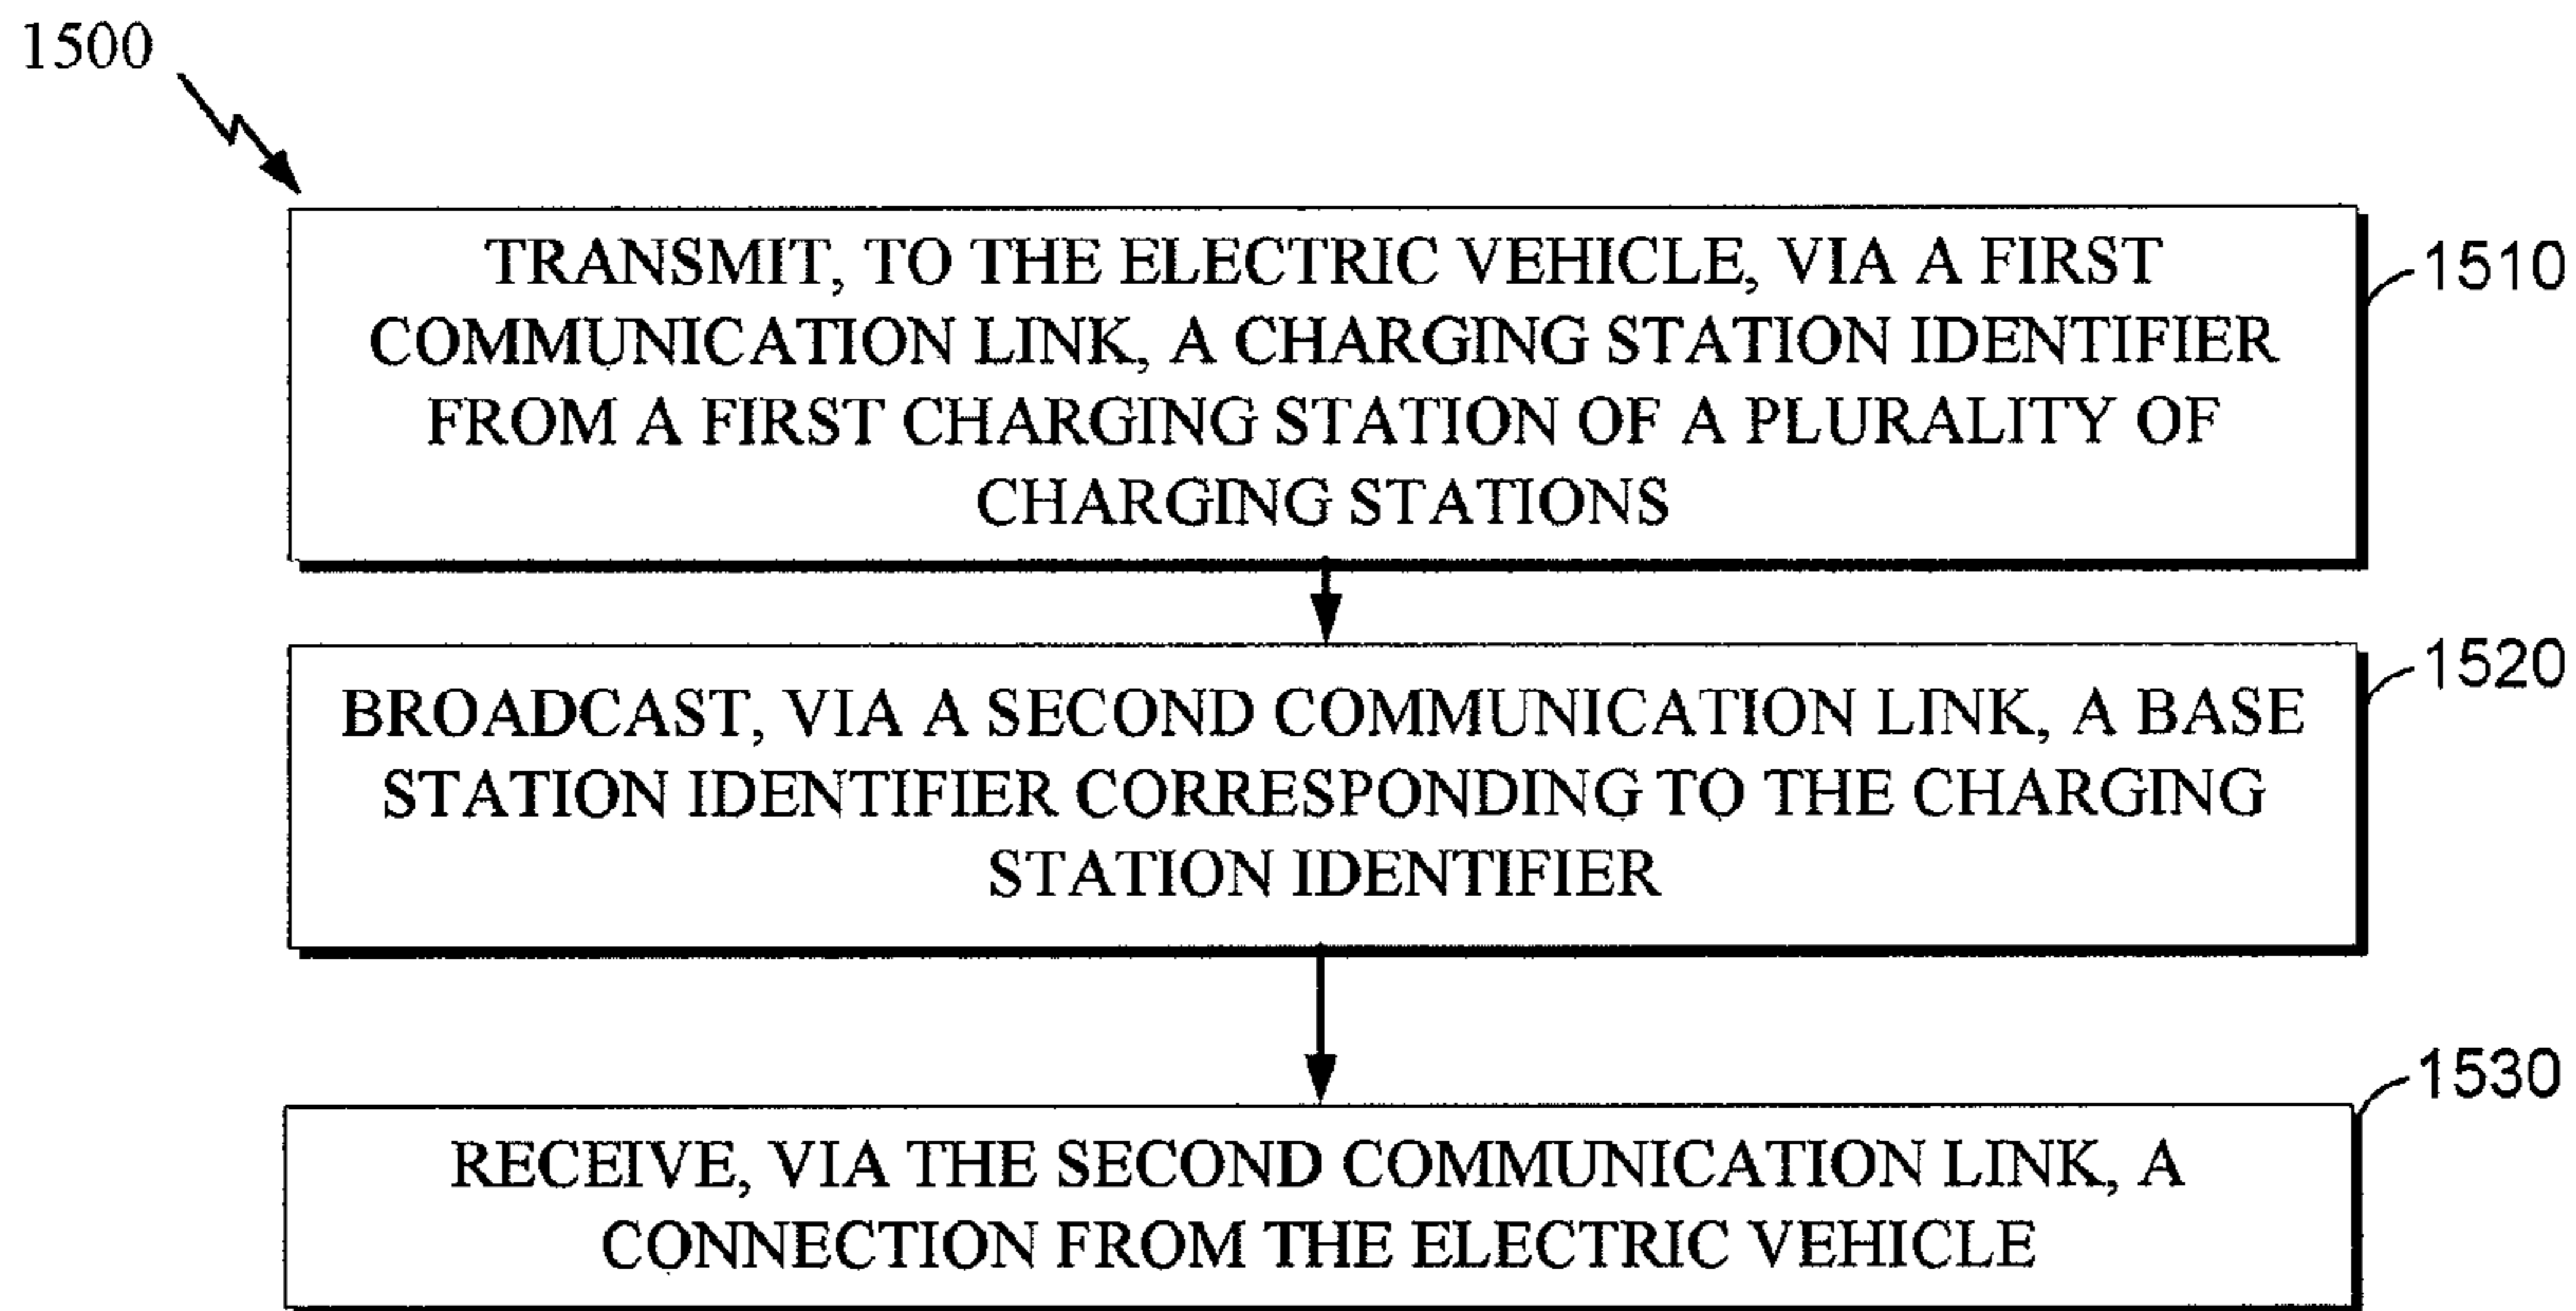 1500
TRANSMIT, TO THE ELECTRIC VEHICLE, VIA A FIRST
COMMUNICATION LINK, A CHARGING STATION IDENTIFIER
FROM A FIRST CHARGING STATION OF A PLURALITY OF
CHARGING STATIONS
1510
BROADCAST, VIA A SECOND COMMUNICATION LINK, A BASE
STATION IDENTIFIER CORRESPONDING TO THE CHARGING
STATION IDENTIFIER
1520
RECEIVE, VIA THE SECOND COMMUNICATION LINK, A
CONNECTION FROM THE ELECTRIC VEHICLE
1530